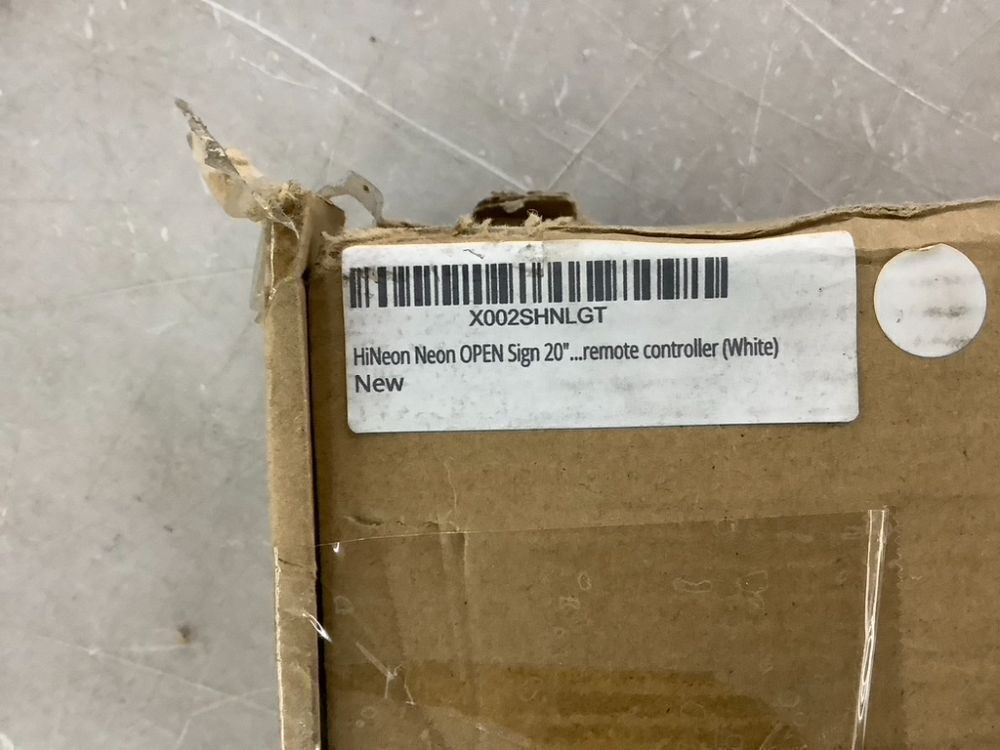 X002SHNLGT
HiNeon Neon OPEN Sign 20"...remote controller (White)
New